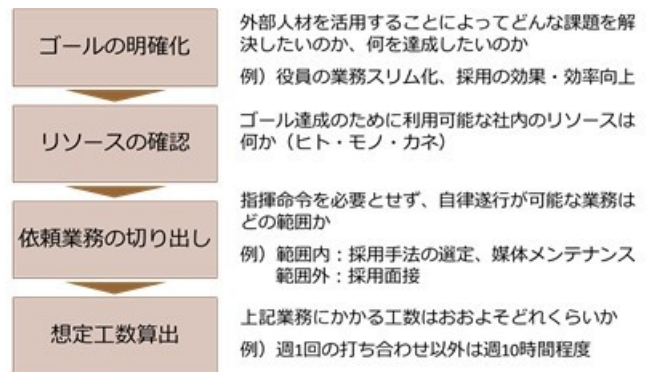 ゴールの明確化
外部人材を活用することによってどんな課題を解
決したいのか、何を達成したいのか
例）役員の業務スリム化、採用の効果・効率向上
リソースの確認
ゴール達成のために利用可能な社内のリソースは
何か（ヒト・モノ・カネ）
依頼業務の切り出し
指揮命令を必要とせず、自律遂行が可能な業務は
どの範囲か
例）範囲内：採用手法の選定、媒体メンテナンス
範囲外：採用面接
想定工数算出
上記業務にかかる工数はおおよそどれくらいか
例）週1回の打ち合わせ以外は週10時間程度